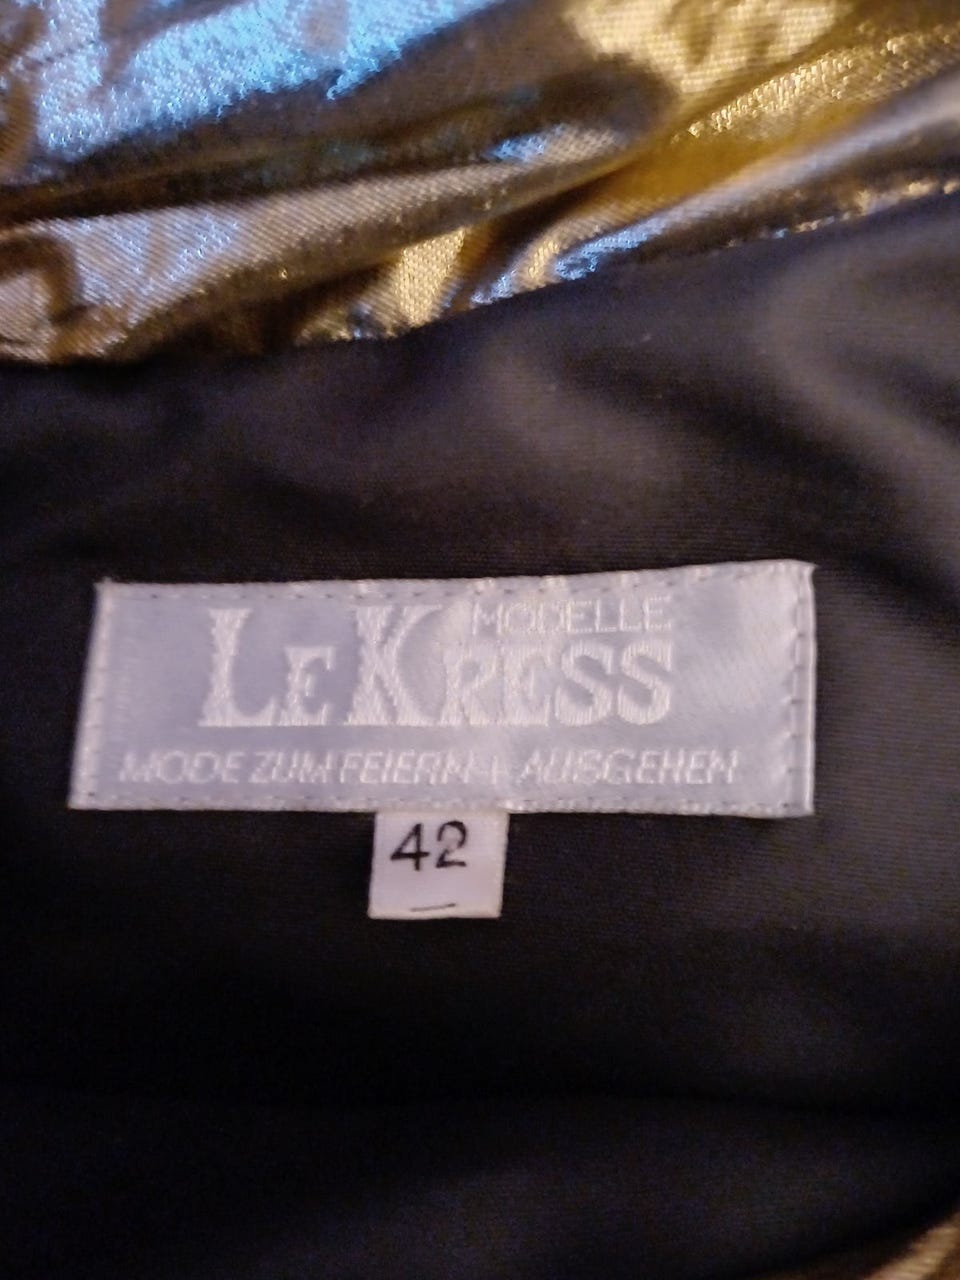 MODELLE
LEKRESS
MODE ZUM FEIERN + AUSGEHEN
42